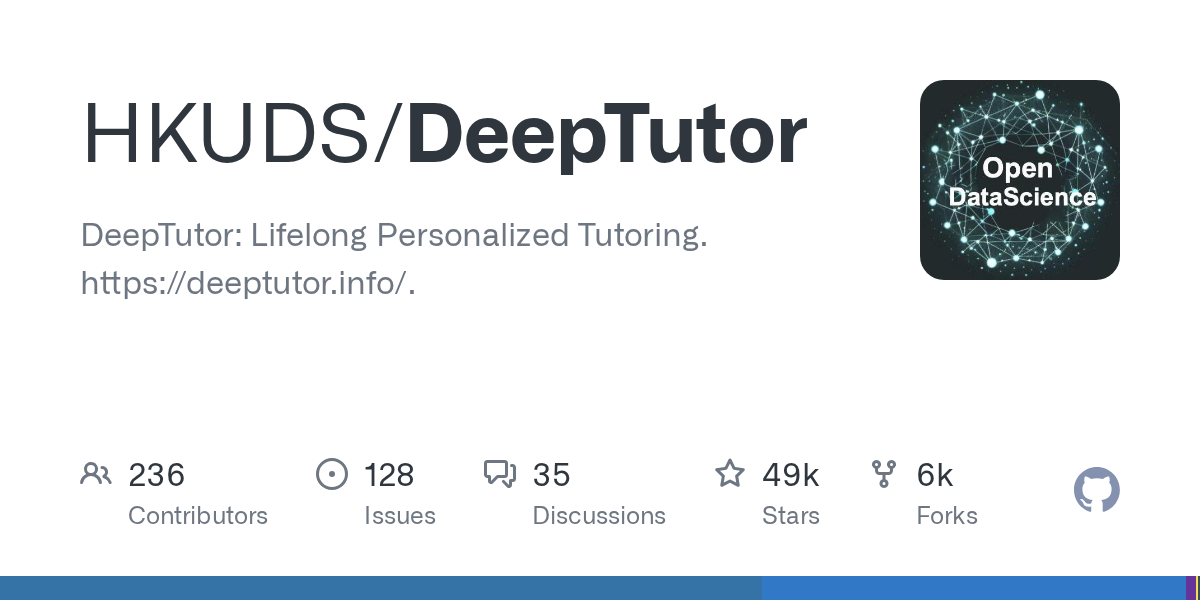 HKUDS/DeepTutor
Open
DataScience
DeepTutor: Lifelong Personalized Tutoring.
https://deeptutor.info/.
236
Contributors
128
Issues
35
Discussions
49k
Stars
6k
Forks